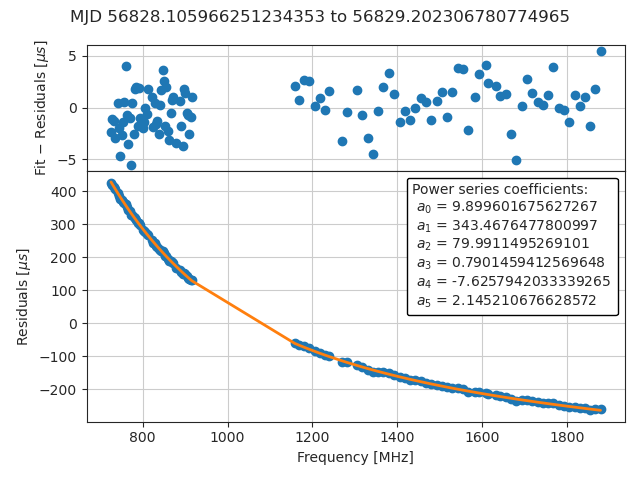 MJD 56828.105966251234353 to 56829.202306780774965
5
0
−5
Fit − Residuals [μs]
400
300
200
100
0
−100
−200
Residuals [μs]
Power series coefficients:
a0 = 9.899601675627267
a1 = 343.4676477800997
a2 = 79.9911495269101
a3 = 0.7901459412569648
a4 = -7.6257942033339265
a5 = 2.145210676628572
800
1000
1200
1400
1600
1800
Frequency [MHz]